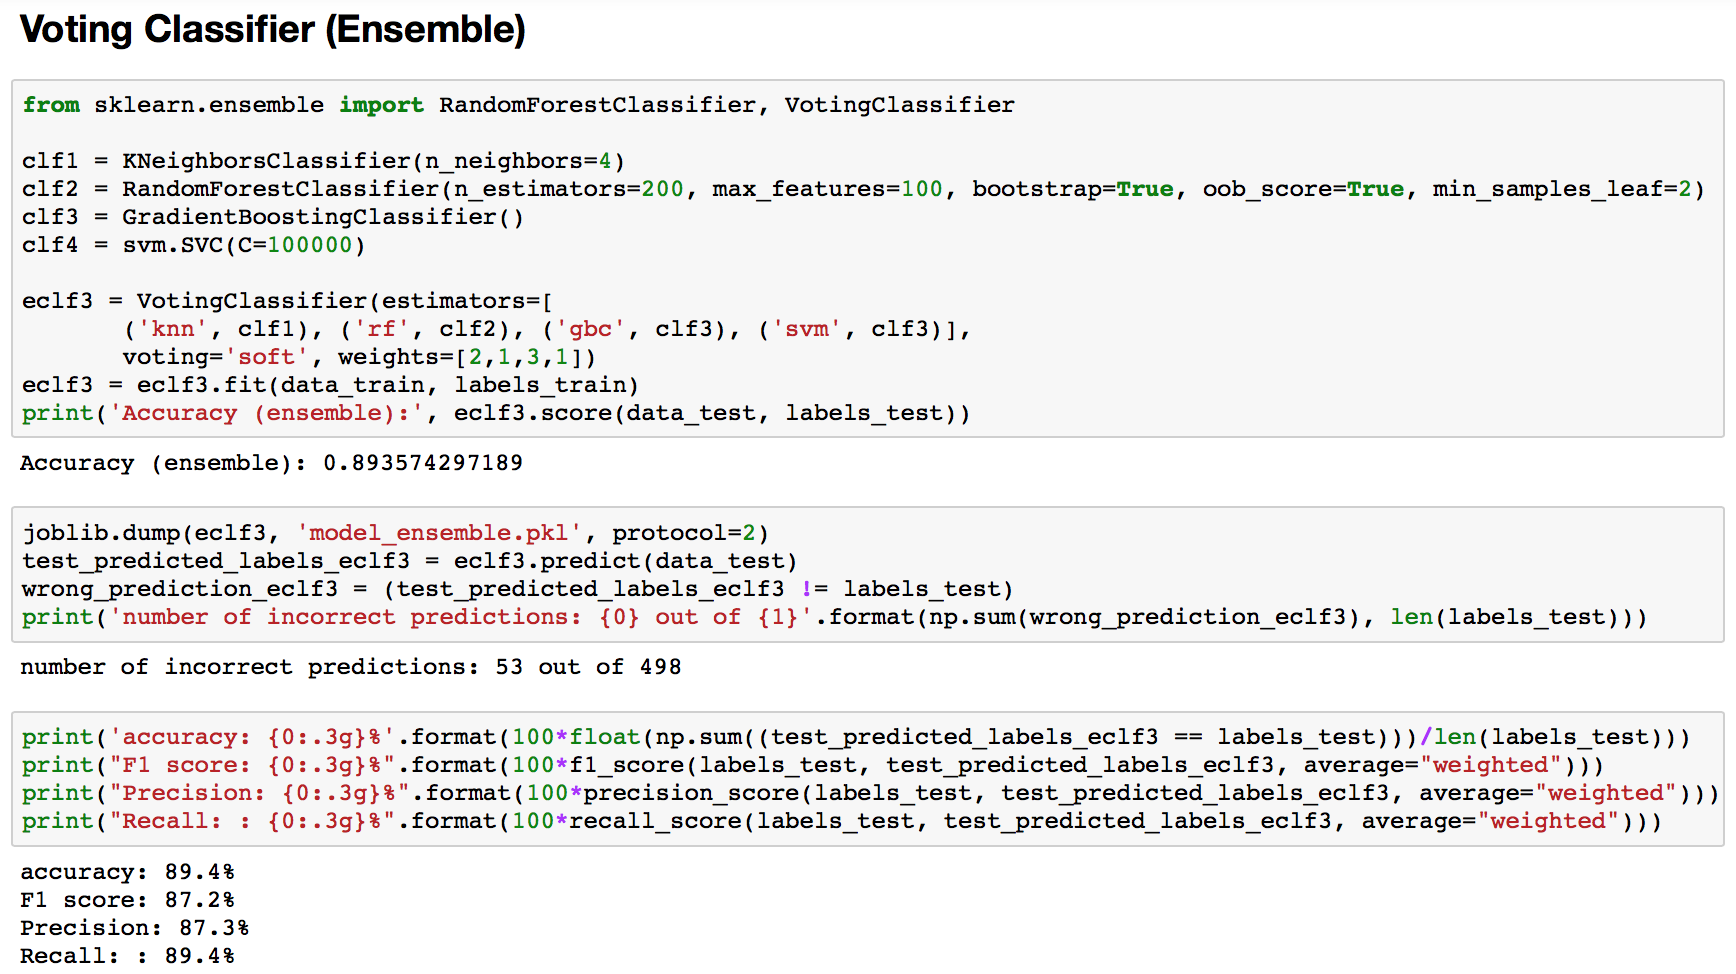 Voting Classifier (Ensemble)
from sklearn.ensemble import RandomForestClassifier, VotingClassifier
clf1 = KNeighborsClassifier(n_neighbors=4)
clf2 = RandomForestClassifier(n_estimators=200, max_features=100, bootstrap=True, oob_score=True, min_samples_leaf=2)
clf3 = GradientBoostingClassifier()
clf4 = svm.SVC(C=100000)
eclf3 = VotingClassifier(estimators=[
('knn', clf1), ('rf', clf2), ('gbc', clf3), ('svm', clf3)],
voting='soft', weights=[2,1,3,1])
eclf3 = eclf3.fit(data_train, labels_train)
print('Accuracy (ensemble):', eclf3.score(data_test, labels_test))
Accuracy (ensemble): 0.893574297189
joblib.dump(eclf3, 'model_ensemble.pkl', protocol=2)
test_predicted_labels_eclf3 = eclf3.predict(data_test)
wrong_prediction_eclf3 = (test_predicted_labels_eclf3 != labels_test)
print('number of incorrect predictions: {0} out of {1}'.format(np.sum(wrong_prediction_eclf3), len(labels_test)))
number of incorrect predictions: 53 out of 498
print('accuracy: {0:.3g}%'.format(100*float(np.sum((test_predicted_labels_eclf3 == labels_test)))/len(labels_test)))
print("F1 score: {0:.3g}%".format(100*f1_score(labels_test, test_predicted_labels_eclf3, average="weighted")))
print("Precision: {0:.3g}%".format(100*precision_score(labels_test, test_predicted_labels_eclf3, average="weighted")))
print("Recall: : {0:.3g}%".format(100*recall_score(labels_test, test_predicted_labels_eclf3, average="weighted")))
accuracy: 89.4%
F1 score: 87.2%
Precision: 87.3%
Recall: : 89.4%